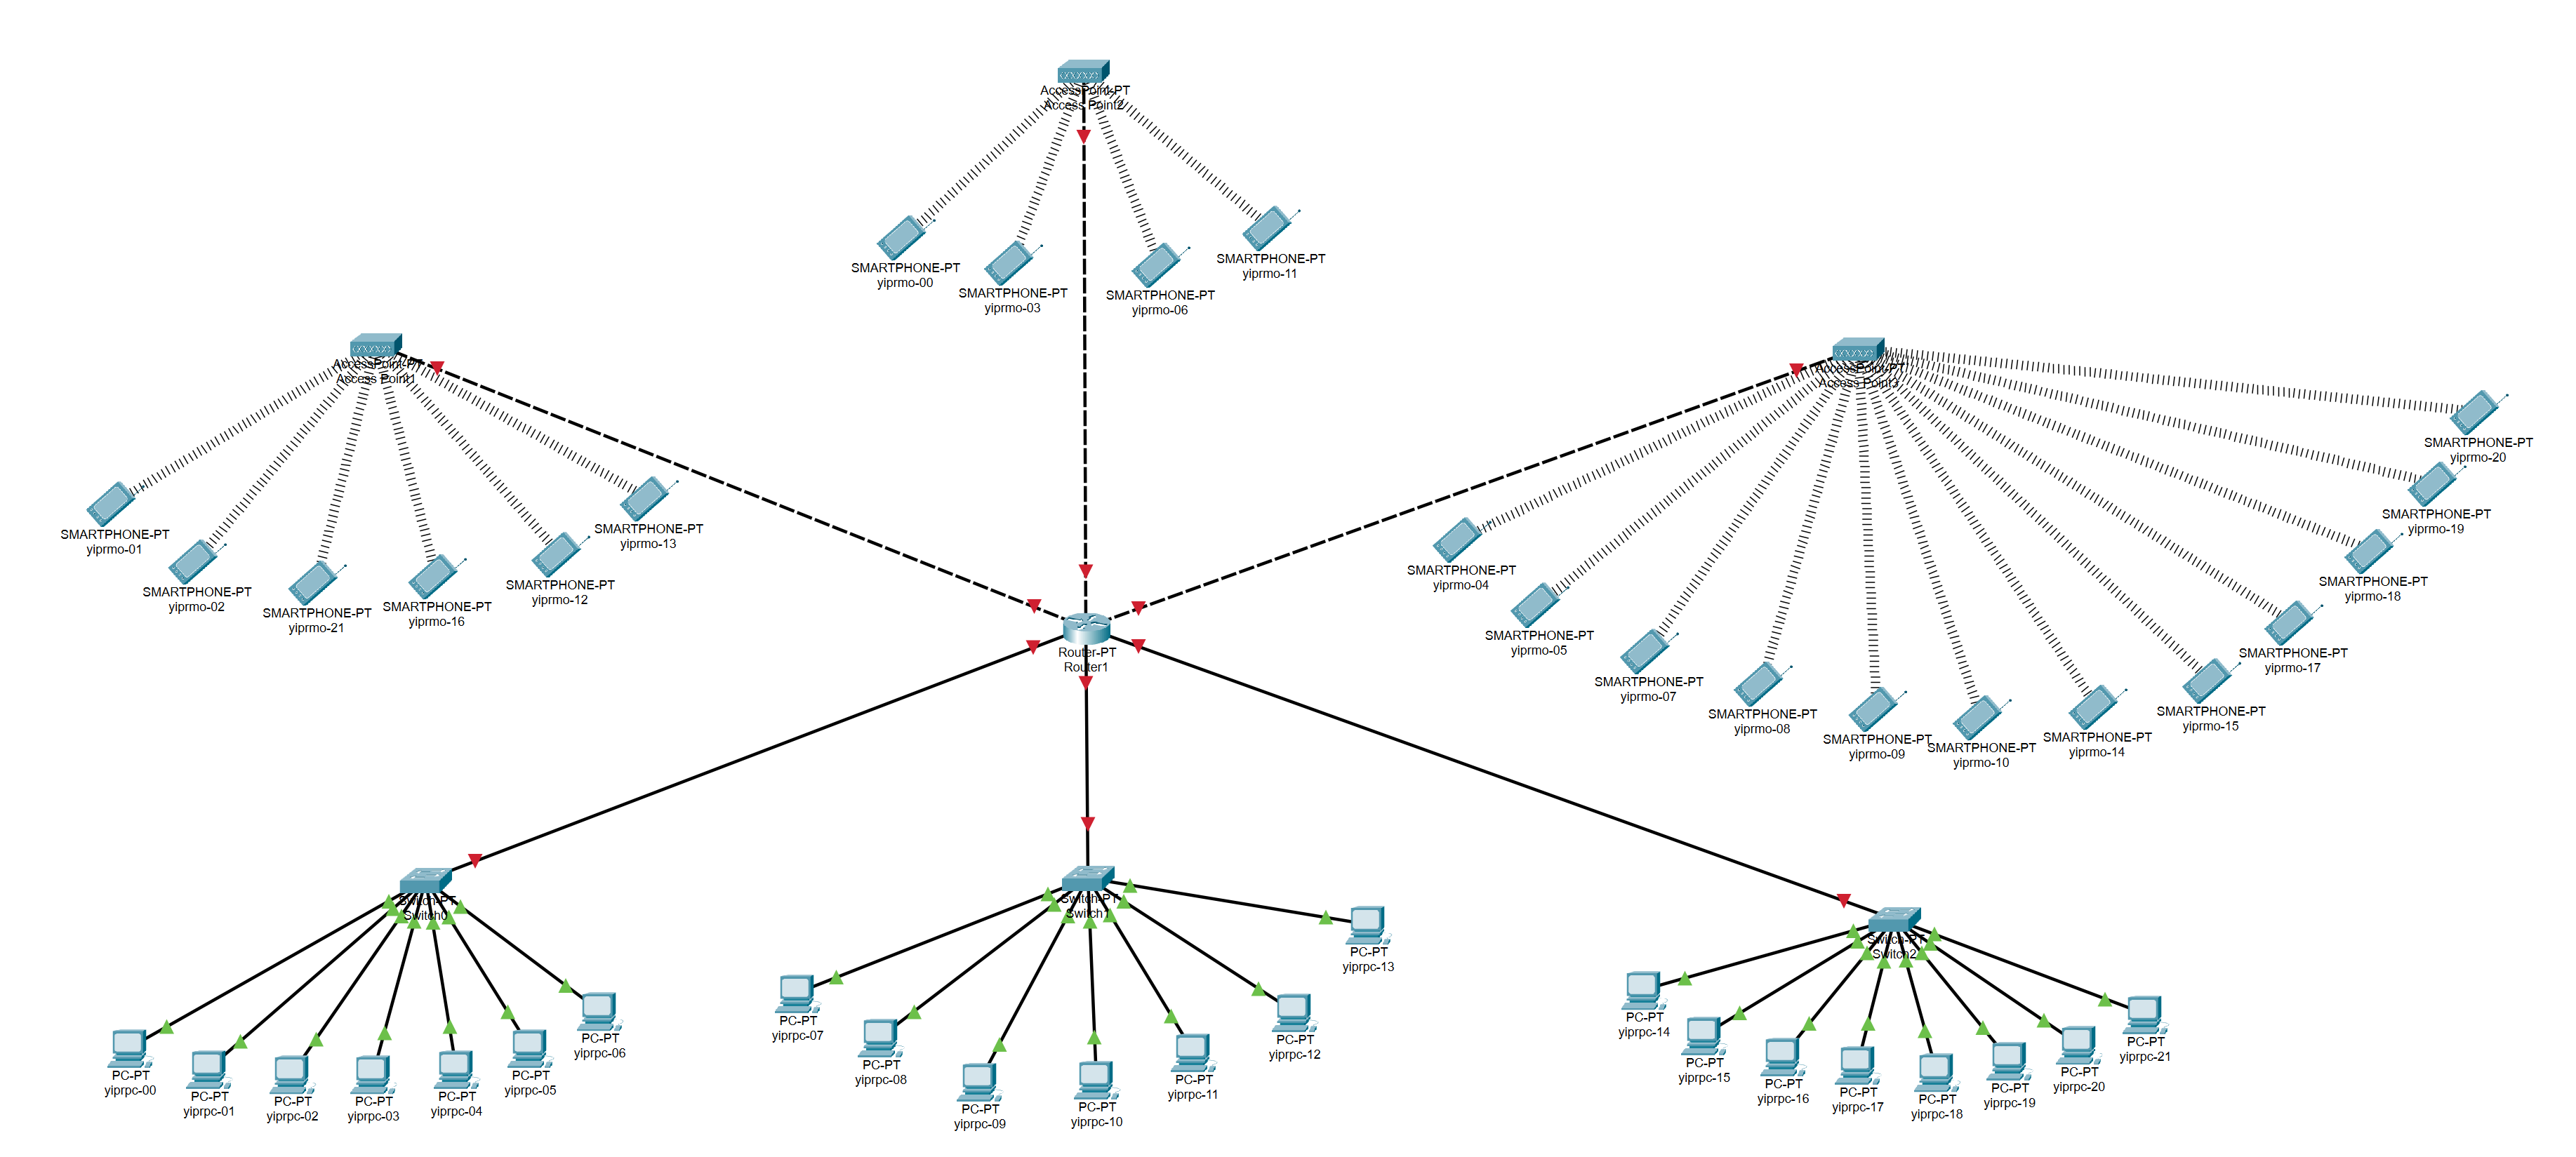 AccessPoint-PT
Access Point2
SMARTPHONE-PT
yiprmo-00
SMARTPHONE-PT
yiprmo-03
SMARTPHONE-PT
yiprmo-06
SMARTPHONE-PT
yiprmo-11
AccessPoint-PT
Access Point1
SMARTPHONE-PT
yiprmo-01
SMARTPHONE-PT
yiprmo-02
SMARTPHONE-PT
yiprmo-21
SMARTPHONE-PT
yiprmo-16
SMARTPHONE-PT
yiprmo-12
SMARTPHONE-PT
yiprmo-13
AccessPoint-PT
Access Point3
SMARTPHONE-PT
yiprmo-04
SMARTPHONE-PT
yiprmo-05
SMARTPHONE-PT
yiprmo-07
SMARTPHONE-PT
yiprmo-08
SMARTPHONE-PT
yiprmo-09
SMARTPHONE-PT
yiprmo-10
SMARTPHONE-PT
yiprmo-14
SMARTPHONE-PT
yiprmo-15
SMARTPHONE-PT
yiprmo-17
SMARTPHONE-PT
yiprmo-18
SMARTPHONE-PT
yiprmo-19
SMARTPHONE-PT
yiprmo-20
Router-PT
Router1
Switch-PT
Switch0
PC-PT
yiprpc-00
PC-PT
yiprpc-01
PC-PT
yiprpc-02
PC-PT
yiprpc-03
PC-PT
yiprpc-04
PC-PT
yiprpc-05
PC-PT
yiprpc-06
Switch-PT
Switch1
PC-PT
yiprpc-07
PC-PT
yiprpc-08
PC-PT
yiprpc-09
PC-PT
yiprpc-10
PC-PT
yiprpc-11
PC-PT
yiprpc-12
PC-PT
yiprpc-13
Switch-PT
Switch2
PC-PT
yiprpc-14
PC-PT
yiprpc-15
PC-PT
yiprpc-16
PC-PT
yiprpc-17
PC-PT
yiprpc-18
PC-PT
yiprpc-19
PC-PT
yiprpc-20
PC-PT
yiprpc-21